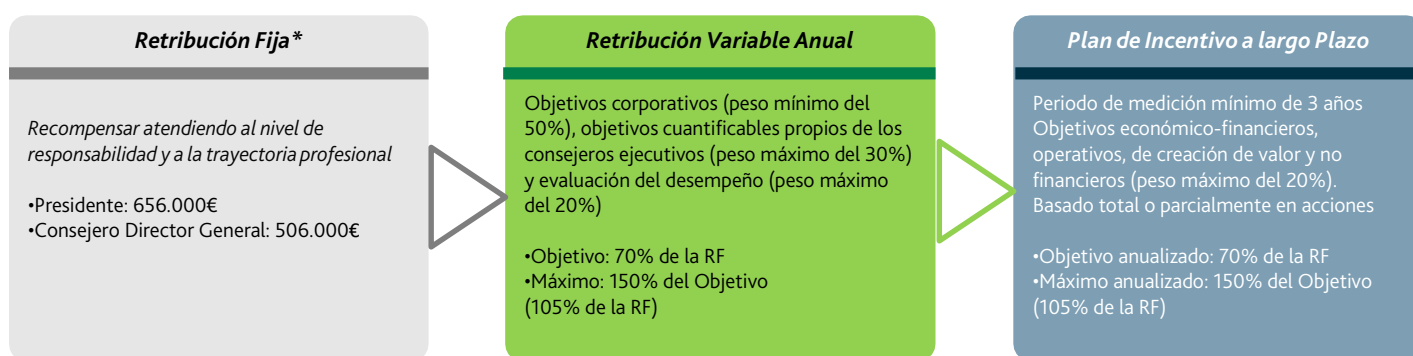 Retribución Fija*
Recompensar atendiendo al nivel de
responsabilidad y a la trayectoria profesional
•Presidente: 656.000€
•Consejero Director General: 506.000€
Retribución Variable Anual
Objetivos corporativos (peso mínimo del
50%), objetivos cuantificables propios de los
consejeros ejecutivos (peso máximo del 30%)
y evaluación del desempeño (peso máximo
del 20%)
•Objetivo: 70% de la RF
•Máximo: 150% del Objetivo
(105% de la RF)
Plan de Incentivo a largo Plazo
Periodo de medición mínimo de 3 años
Objetivos económico-financieros,
operativos, de creación de valor y no
financieros (peso máximo del 20%).
Basado total o parcialmente en acciones
•Objetivo anualizado: 70% de la RF
•Máximo anualizado: 150% del Objetivo
(105% de la RF)